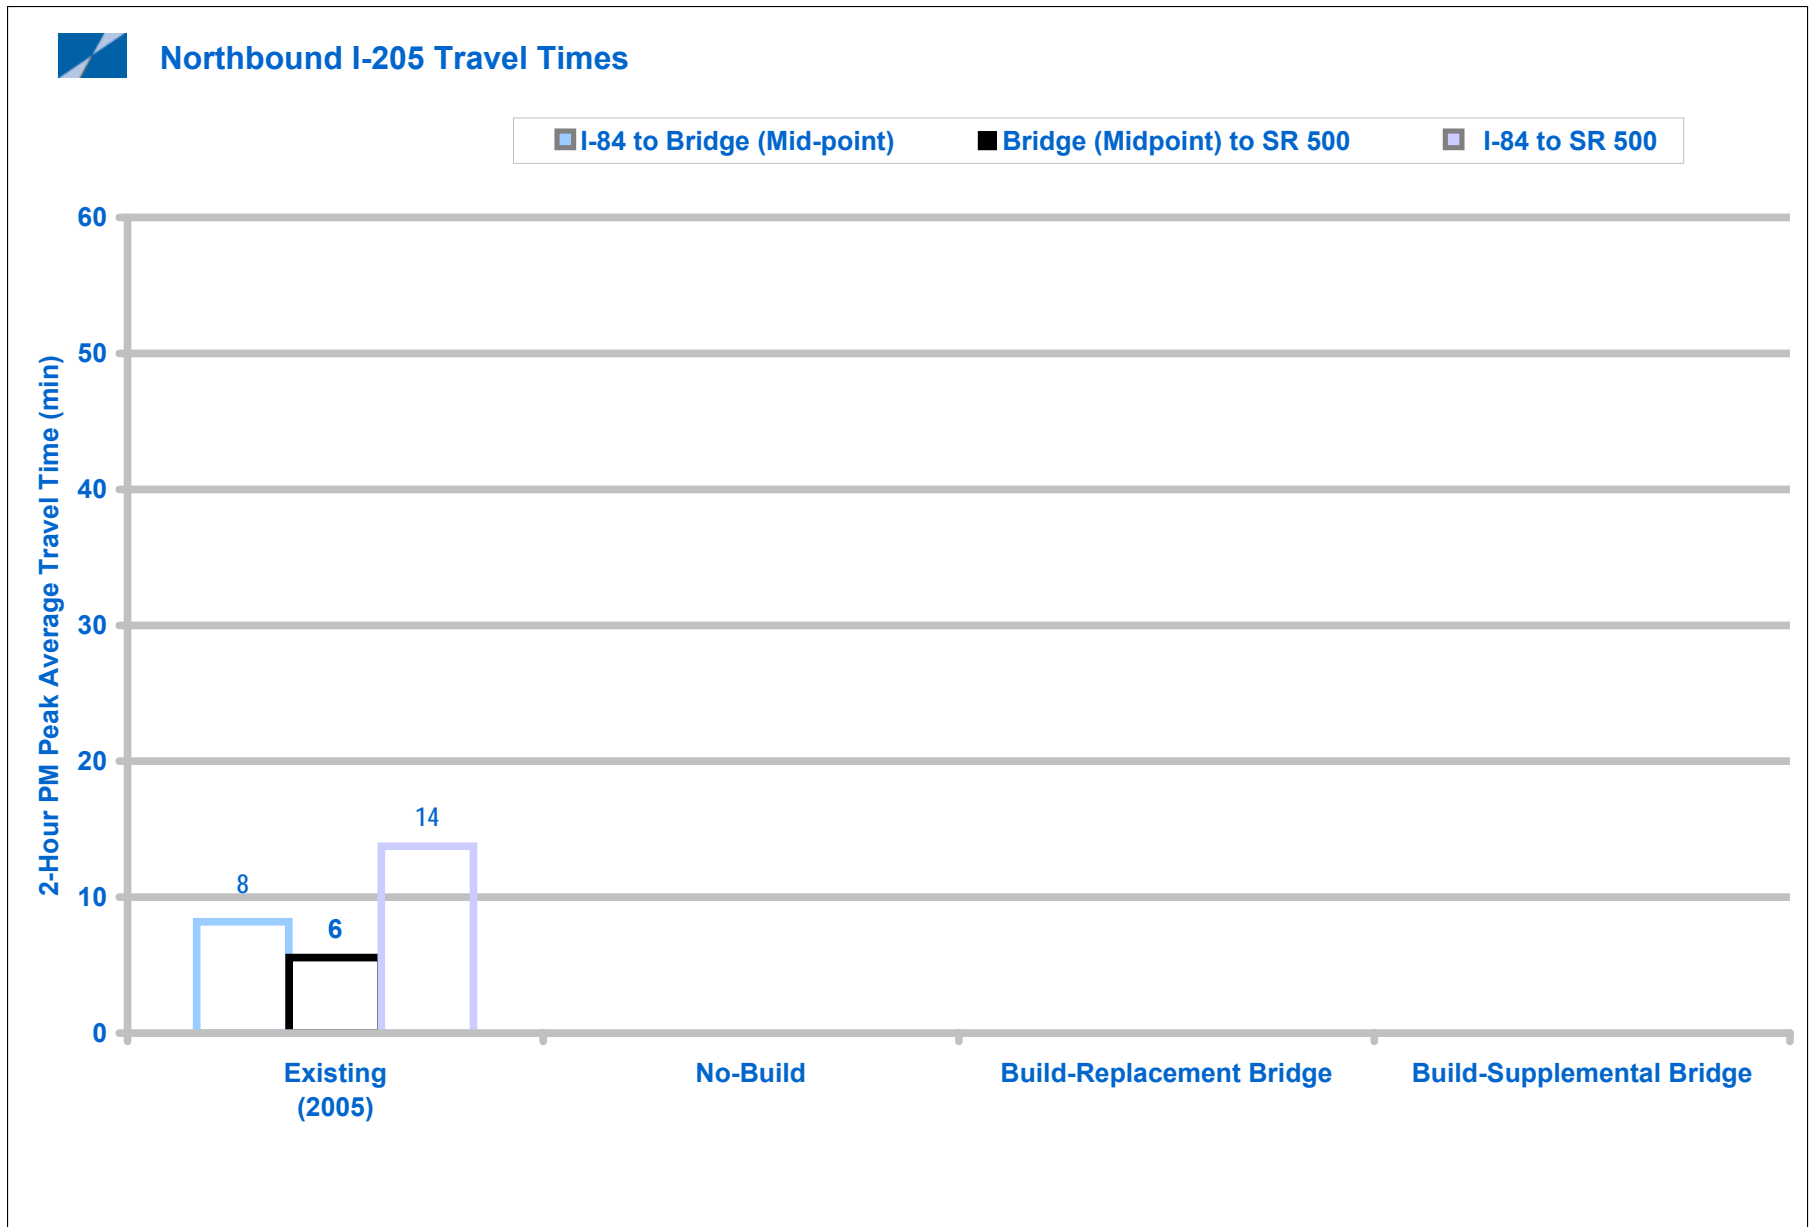 Northbound I-205 Travel Times
I-84 to Bridge (Mid-point) Bridge (Midpoint) to SR 500 I-84 to SR 500
2-Hour PM Peak Average Travel Time (min)
60
50
40
30
20
10
0
14
8
6
Existing No-Build Build-Replacement Bridge Build-Supplemental Bridge
(2005)